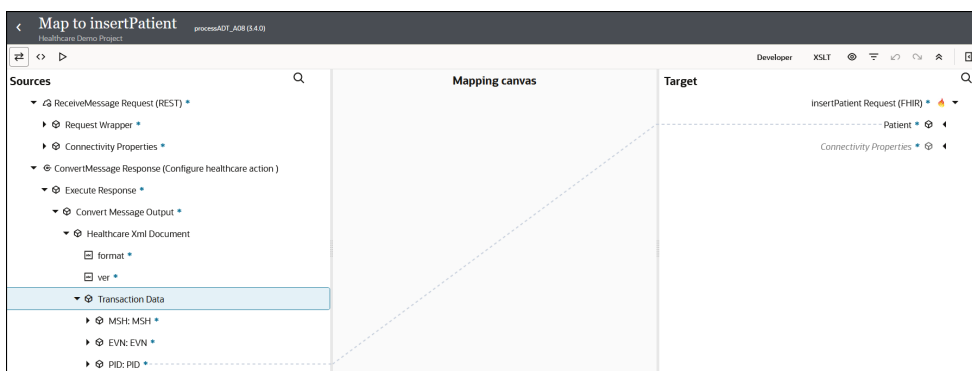 Map to insertPatient processADT_A08 (3.4.0)
Healthcare Demo Project
Developer XSLT
Sources
Mapping canvas
Target
ReceiveMessage Request (REST) *
Request Wrapper *
Connectivity Properties *
ConvertMessage Response (Configure healthcare action ) 
Execute Response *
Convert Message Output *
Healthcare Xml Document
format *
ver *
Transaction Data
MSH: MSH *
EVN: EVN *
PID: PID *
insertPatient Request (FHIR) *
Patient *
Connectivity Properties *